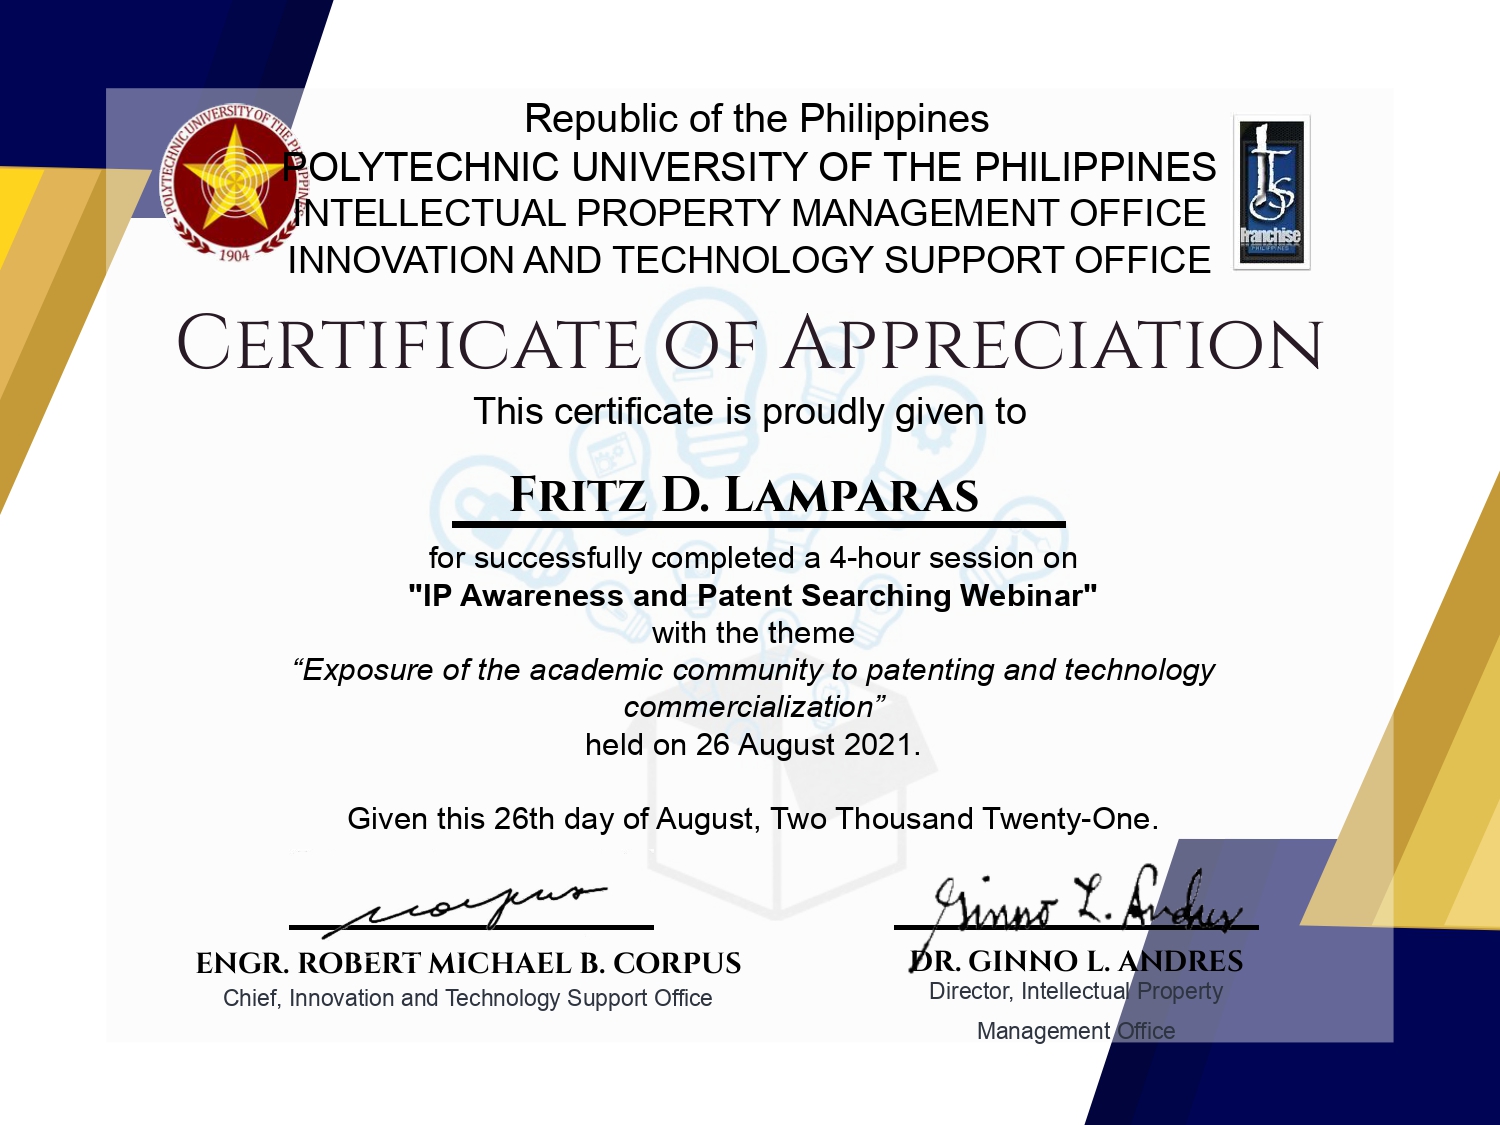 POLYTECHNIC UNIVERSITY OF THE PHILIPPINES
1904
Republic of the Philippines
POLYTECHNIC UNIVERSITY OF THE PHILIPPINES
INTELLECTUAL PROPERTY MANAGEMENT OFFICE
INNOVATION AND TECHNOLOGY SUPPORT OFFICE
ITS
Franchise
PHILIPPINES
CERTIFICATE OF APPRECIATION
This certificate is proudly given to
FRITZ D. LAMPARAS
for successfully completed a 4-hour session on
"IP Awareness and Patent Searching Webinar"
with the theme
“Exposure of the academic community to patenting and technology
commercialization”
held on 26 August 2021.
Given this 26th day of August, Two Thousand Twenty-One.
corpus
Ginno L. Andres
ENGR. ROBERT MICHAEL B. CORPUS
Chief, Innovation and Technology Support Office
DR. GINNO L. ANDRES
Director, Intellectual Property
Management Office